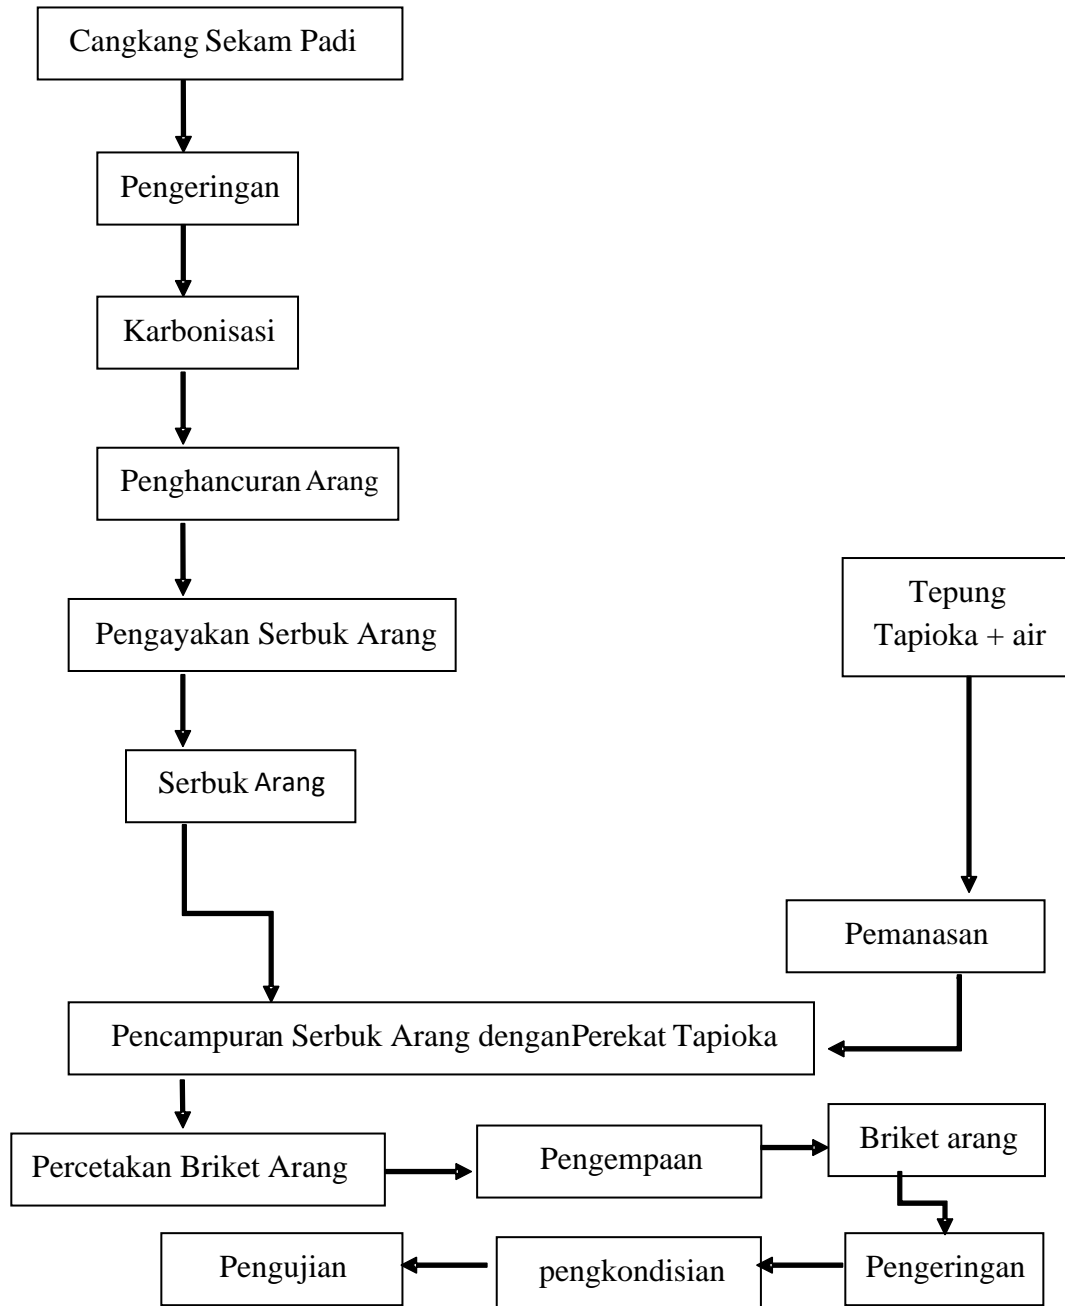 Cangkang Sekam Padi
Pengeringan
Karbonisasi
Penghancuran Arang
Pengayakan Serbuk Arang
Serbuk Arang
Tepung
Tapioka + air
Pemanasan
Pencampuran Serbuk Arang denganPerekat Tapioka
Percetakan Briket Arang
Pengempaan
Briket arang
Pengeringan
pengkondisian
Pengujian